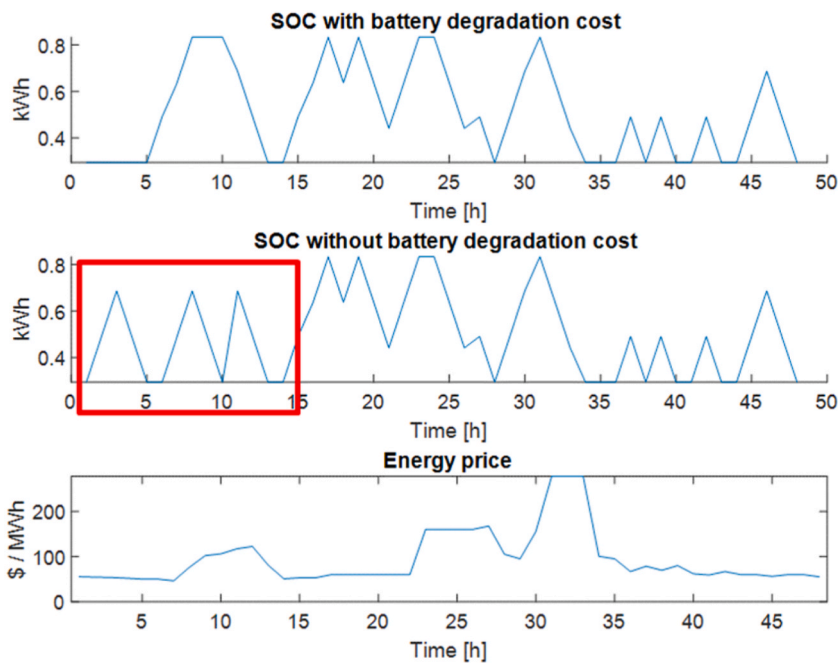 SOC with battery degradation cost
0.8
0.6
0.4
kWh
0 5 10 15 20 25 30 35 40 45 50
Time [h]
SOC without battery degradation cost
0.8
0.6
0.4
kWh
0 5 10 15 20 25 30 35 40 45 50
Time [h]
Energy price
200
100
0
$ / MWh
5 10 15 20 25 30 35 40 45
Time [h]